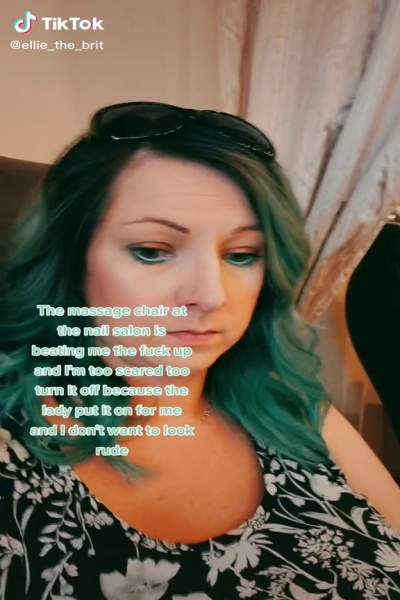 TikTok
@ellie_the_brit
The massage chair at
the nail salon is
beating me the fuck up
and I'm too scared too
turn it off because the
lady put it on for me
and I don't want to look
rude